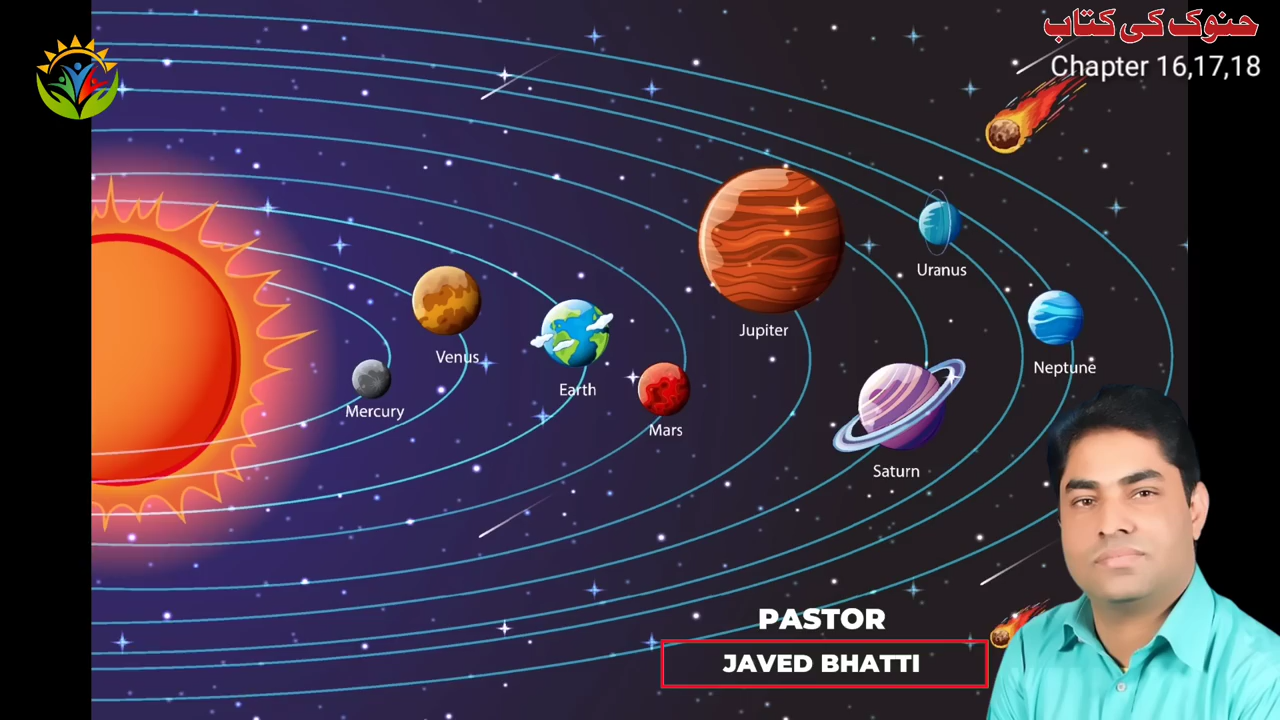 حنوک کی کتاب
Chapter 16,17,18
Uranus
Jupiter
Venus
Neptune
Earth
Mercury
Mars
Saturn
PASTOR
JAVED BHATTI